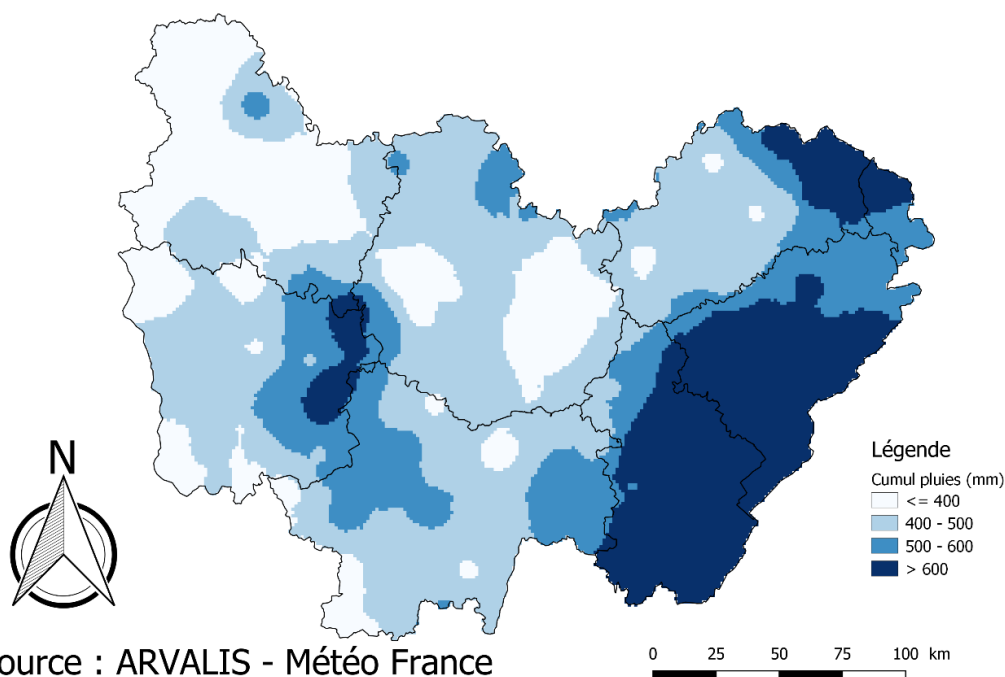 N
Légende
Cumul pluies (mm)
<= 400
400 - 500
500 - 600
> 600
ource : ARVALIS - Météo France
0 25 50 75 100 km